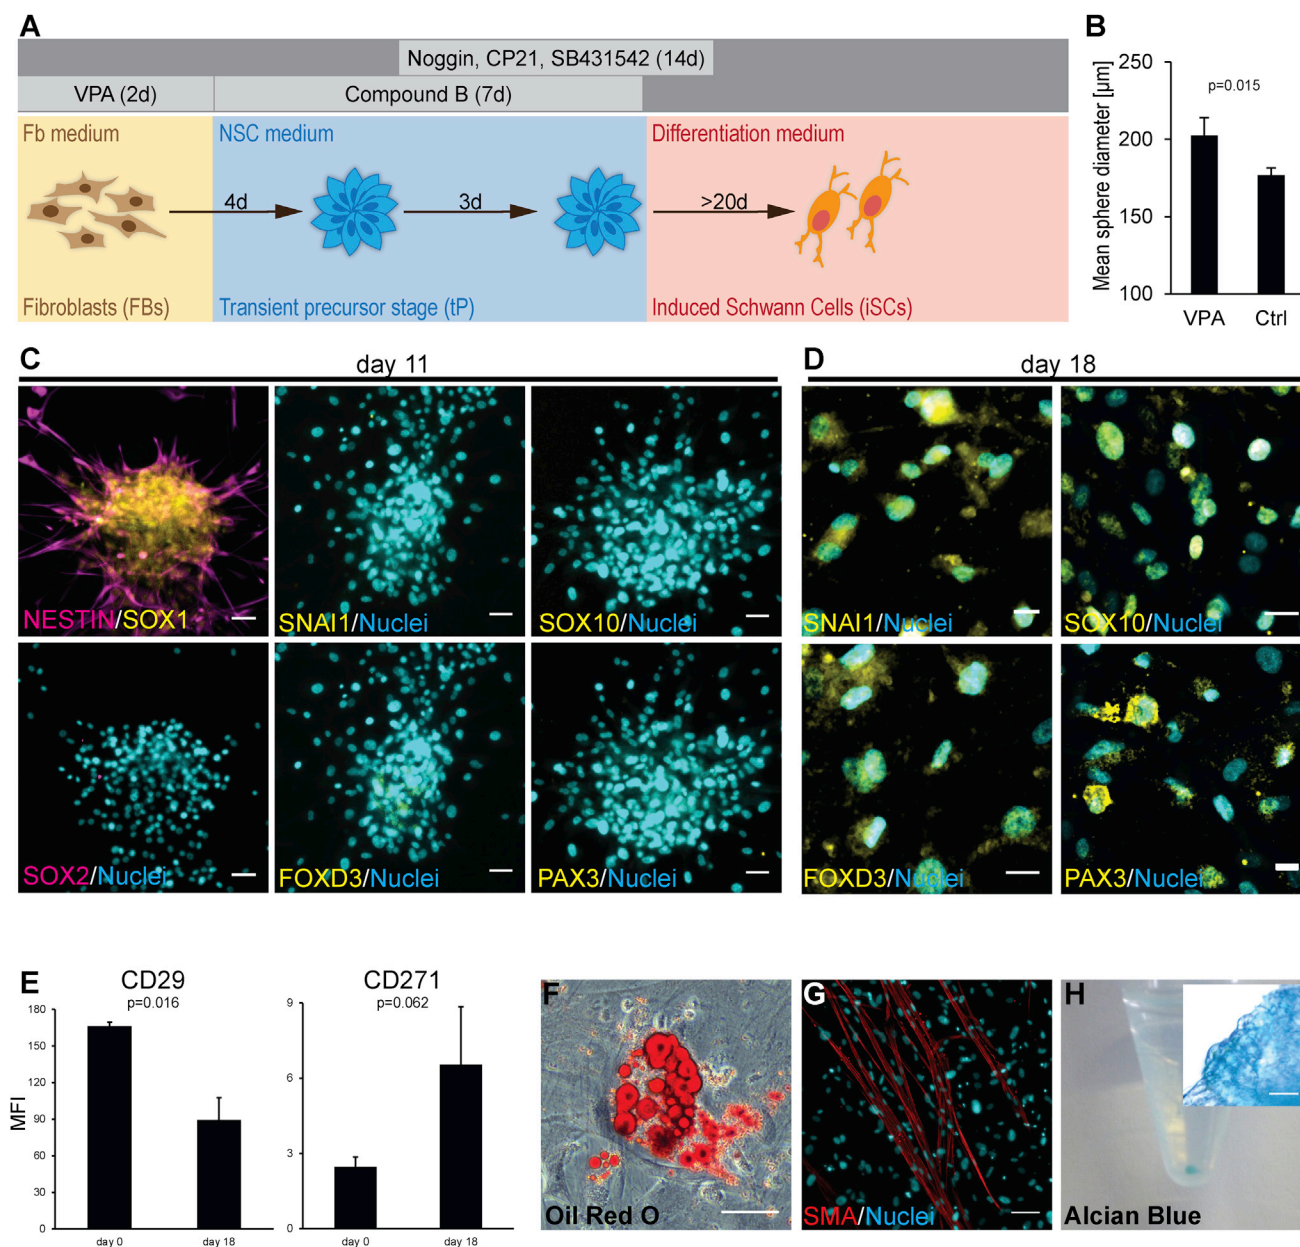 A
Noggin, CP21, SB431542 (14d)
VPA (2d)
Compound B (7d)
Fb medium
NSC medium
Differentiation medium
4d
3d
>20d
Fibroblasts (FBs)
Transient precursor stage (tP)
Induced Schwann Cells (iSCs)
B
Mean sphere diameter [µm]
250
200
150
100
p=0.015
VPA
Ctrl
C
day 11
NESTIN/SOX1
SNAI1/Nuclei
SOX10/Nuclei
SOX2/Nuclei
FOXD3/Nuclei
PAX3/Nuclei
D
day 18
SNAI1/Nuclei
SOX10/Nuclei
FOXD3/Nuclei
PAX3/Nuclei
E
CD29
p=0.016
MFI
180
150
120
90
60
30
0
day 0
day 18
CD271
p=0.062
9
6
3
0
day 0
day 18
F
Oil Red O
G
SMA/Nuclei
H
Alcian Blue